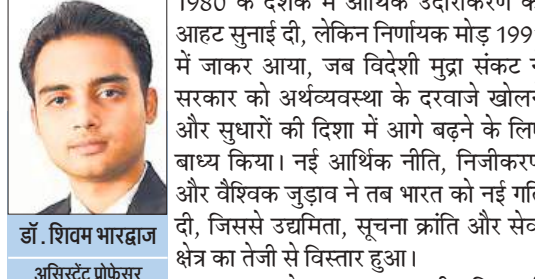 1980 के दशक में आर्थिक उदारीकरण
आहट सुनाई दी, लेकिन निर्णायक मोड़
में जाकर आया, जब विदेशी मुद्रा संकट
सरकार को अर्थव्यवस्था के दरवाजे
और सुधारों की दिशा में आगे बढ़ने के
बाध्य किया। नई आर्थिक नीति,
और वैश्विक जुड़ाव ने तब भारत को नई
दी, जिससे उद्यमिता, सूचना क्रांति और
क्षेत्र का तेजी से विस्तार हुआ।
डॉ. शिवम भारद्वाज
असिस्टेंट प्रोफेसर